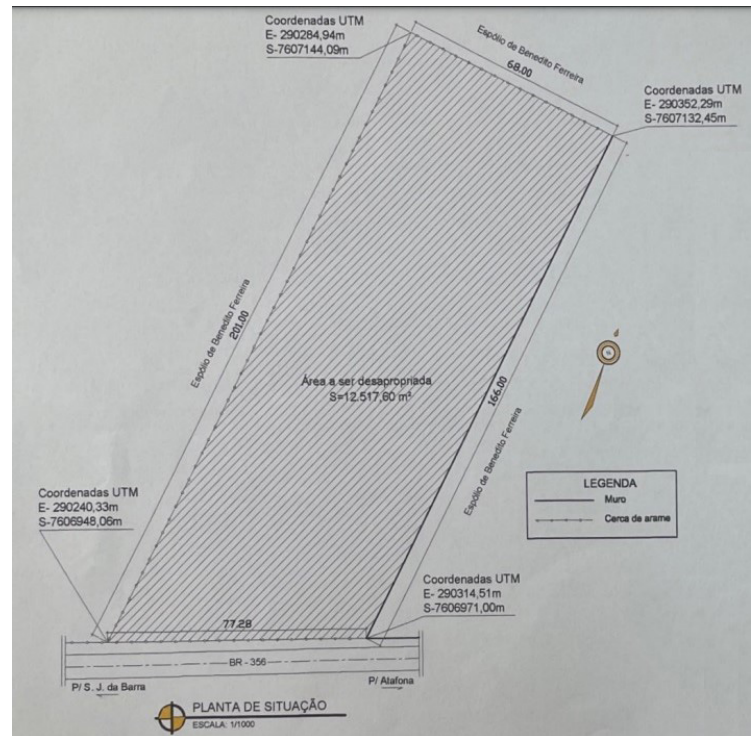 Coordenadas UTM
E- 290284,94m
S-7607144,09m
Espólio de Benedito Ferreira
68.00
Coordenadas UTM
E- 290352,29m
S-7607132,45m
Espólio de Benedito Ferreira
201.00
Área a ser desapropriada
S=12.517,60 m²
166.00
Espólio de Benedito Ferreira
LEGENDA
Muro
Cerca de arame
Coordenadas UTM
E- 290240,33m
S-7606948,06m
Coordenadas UTM
E- 290314,51m
S-7606971,00m
77.28
BR - 356
P/ S. J. da Barra
P/ Atafona
PLANTA DE SITUAÇÃO
ESCALA: 1/1000